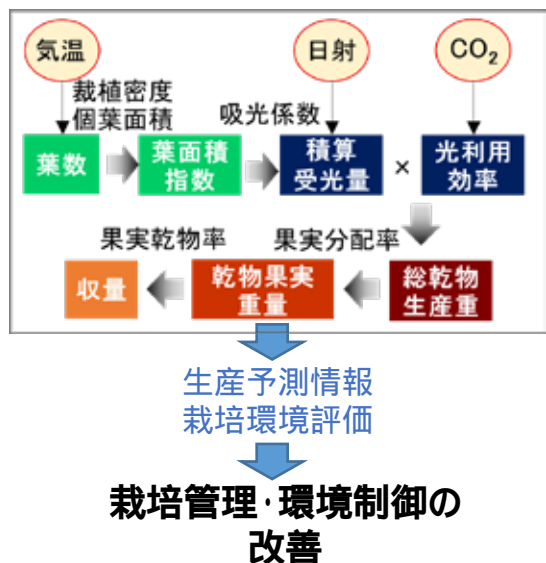 気温
日射
CO₂
裁植密度
個葉面積
吸光係数
葉数
葉面積
指数
積算
受光量
×
光利用
効率
果実乾物率
果実分配率
収量
乾物果実
重量
総乾物
生産重
生産予測情報
栽培環境評価
栽培管理・環境制御の
改善